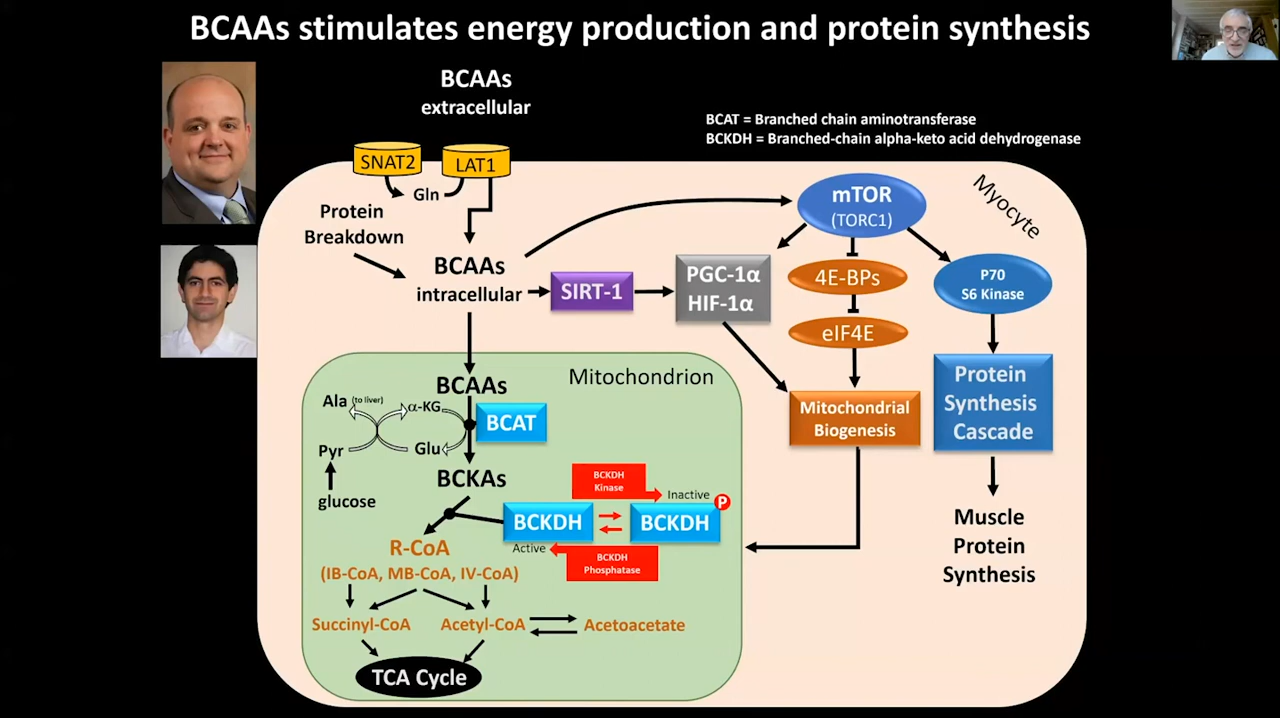 BCAAs stimulates energy production and protein synthesis
BCAAs
extracellular
BCAT = Branched chain aminotransferase
BCKDH = Branched-chain alpha-keto acid dehydrogenase
SNAT2
LAT1
Gln
Protein
Breakdown
BCAAs
intracellular
SIRT-1
PGC-1α
HIF-1α
mTOR
(TORC1)
Myocyte
4E-BPs
eIF4E
P70
S6 Kinase
Mitochondrial
Biogenesis
Protein
Synthesis
Cascade
Muscle
Protein
Synthesis
Mitochondrion
BCAAs
Ala (to liver)
α-KG
BCAT
Pyr
Glu
glucose
BCKAs
BCKDH
Kinase
Inactive
P
BCKDH
BCKDH
Active
BCKDH
Phosphatase
R-CoA
(IB-CoA, MB-CoA, IV-CoA)
Succinyl-CoA
Acetyl-CoA
Acetoacetate
TCA Cycle